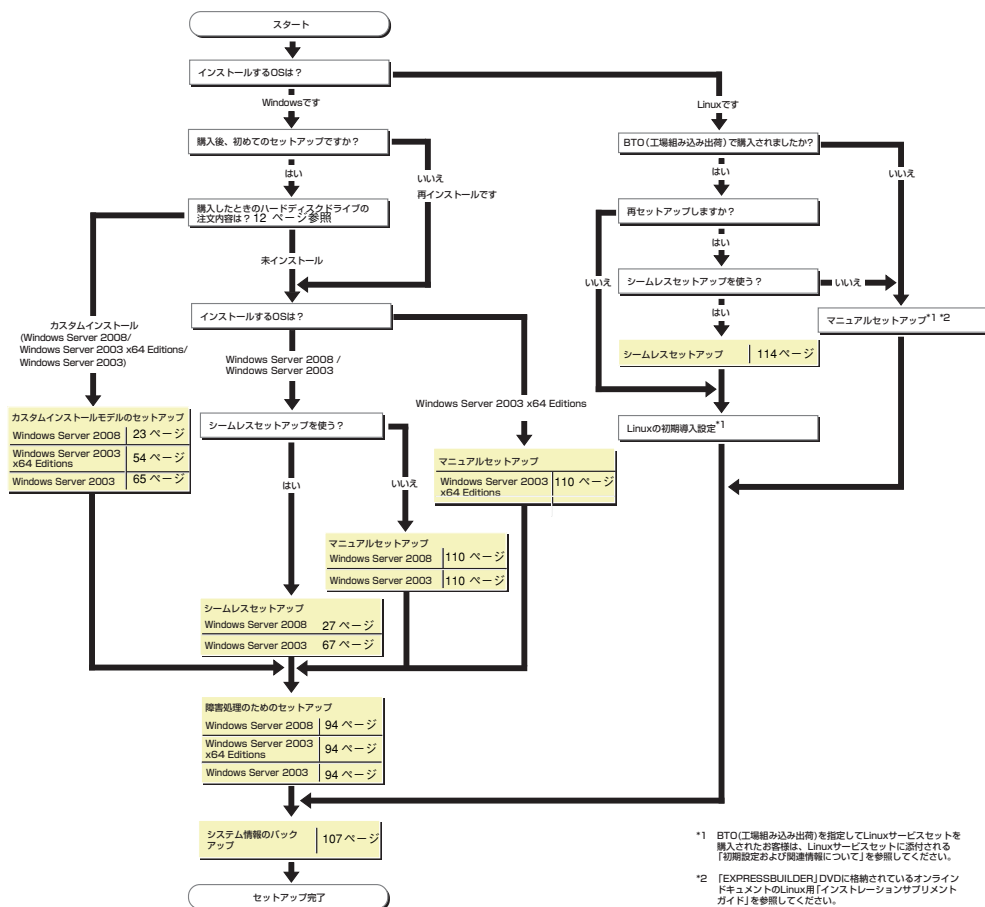 スタート
インストールするOSは？
Windowsです
Linuxです
購入後、初めてのセットアップですか？
BTO（工場組み込み出荷）で購入されましたか？
はい
いいえ
再インストールです
はい
いいえ
購入したときのハードディスクドライブの
注文内容は？12 ページ参照
再セットアップしますか？
はい
未インストール
シームレスセットアップを使う？
いいえ
いいえ
はい
カスタムインストール
(Windows Server 2008/
Windows Server 2003 x64 Editions/
Windows Server 2003)
インストールするOSは？
マニュアルセットアップ*1 *2
シームレスセットアップ 114ページ
Windows Server 2008 /
Windows Server 2003
Windows Server 2003 x64 Editions
カスタムインストールモデルのセットアップ
Windows Server 2008 23 ページ
Windows Server 2003
x64 Editions 54 ページ
Windows Server 2003 65 ページ
シームレスセットアップを使う？
Linuxの初期導入設定*1
はい
いいえ
マニュアルセットアップ
Windows Server 2003
x64 Editions 110 ページ
マニュアルセットアップ
Windows Server 2008 110 ページ
Windows Server 2003 110 ページ
シームレスセットアップ
Windows Server 2008 27 ページ
Windows Server 2003 67 ページ
障害処理のためのセットアップ
Windows Server 2008 94 ページ
Windows Server 2003
x64 Editions 94 ページ
Windows Server 2003 94 ページ
システム情報のバック
アップ 107ページ
セットアップ完了
*1 BTO(工場組み込み出荷)を指定してLinuxサービスセットを
購入されたお客様は、Linuxサービスセットに添付される
「初期設定および関連情報について」を参照してください。
*2 「EXPRESSBUILDER」DVDに格納されているオンライン
ドキュメントのLinux用「インストレーションサプリメント
ガイド」を参照してください。